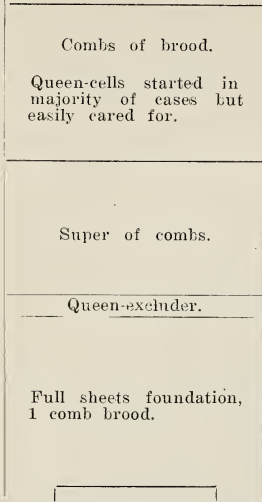 Combs of brood.
Queen-cells started in
majority of cases but
easily cared for.
Super of combs.
Queen-excluder.
Full sheets foundation,
1 comb brood.